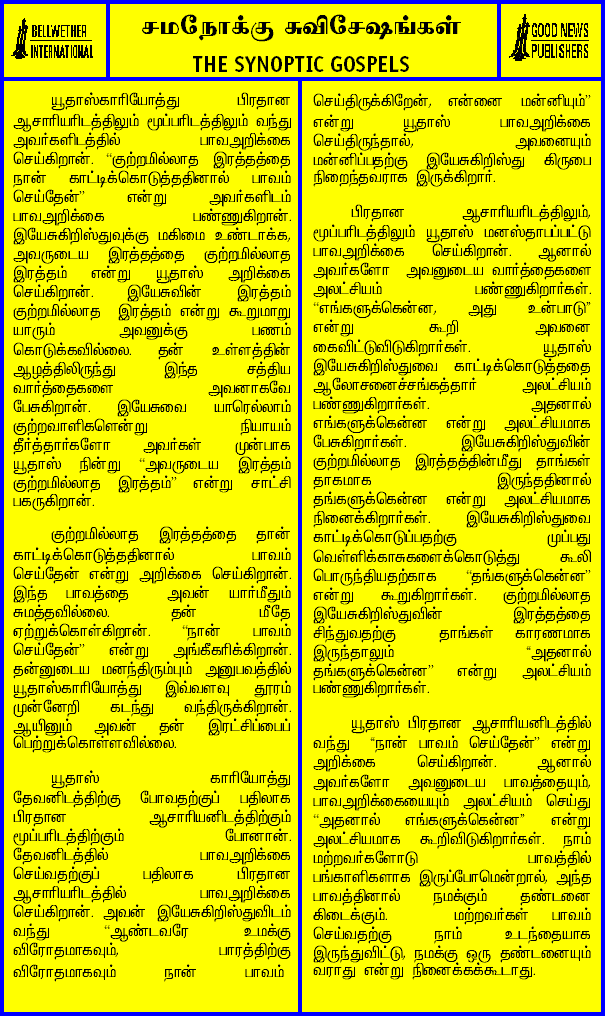 BELLWETHER
INTERNATIONAL
சமநோக்கு சுவிசேஷங்கள்
THE SYNOPTIC GOSPELS
GOOD NEWS
PUBLISHERS
யூதாஸ்காரியோத்து பிரதான
ஆசாரியரிடத்திலும் மூப்பரிடத்திலும் வந்து
அவர்களிடத்தில் பாவஅறிக்கை
செய்கிறான். “குற்றமில்லாத இரத்தத்தை
நான் காட்டிக்கொடுத்ததினால் பாவம்
செய்தேன்” என்று அவர்களிடம்
பாவஅறிக்கை பண்ணுகிறான்.
இயேசுகிறிஸ்துவுக்கு மகிமை உண்டாக்க,
அவருடைய இரத்தத்தை குற்றமில்லாத
இரத்தம் என்று யூதாஸ் அறிக்கை
செய்கிறான். இயேசுவின் இரத்தம்
குற்றமில்லாத இரத்தம் என்று கூறுமாறு
யாரும் அவனுக்கு பணம்
கொடுக்கவில்லை. தன் உள்ளத்தின்
ஆழத்திலிருந்து இந்த சத்திய
வார்த்தைகளை அவனாகவே
பேசுகிறான். இயேசுவை யாரெல்லாம்
குற்றவாளிகளென்று நியாயம்
தீர்த்தார்களோ அவர்கள் முன்பாக
யூதாஸ் நின்று “அவருடைய இரத்தம்
குற்றமில்லாத இரத்தம்” என்று சாட்சி
பகருகிறான்.
குற்றமில்லாத இரத்தத்தை தான்
காட்டிக்கொடுத்ததினால் பாவம்
செய்தேன் என்று அறிக்கை செய்கிறான்.
இந்த பாவத்தை அவன் யார்மீதும்
சுமத்தவில்லை. தன் மீதே
ஏற்றுக்கொள்கிறான். “நான் பாவம்
செய்தேன்” என்று அங்கீகரிக்கிறான்.
தன்னுடைய மனந்திரும்பும் அனுபவத்தில்
யூதாஸ்காரியோத்து இவ்வளவு தூரம்
முன்னேறி கடந்து வந்திருக்கிறான்.
ஆயினும் அவன் தன் இரட்சிப்பைப்
பெற்றுக்கொள்ளவில்லை.
யூதாஸ் காரியோத்து
தேவனிடத்திற்கு போவதற்குப் பதிலாக
பிரதான ஆசாரியனிடத்திற்கும்
மூப்பரிடத்திற்கும் போனான்.
தேவனிடத்தில் பாவஅறிக்கை
செய்வதற்குப் பதிலாக பிரதான
ஆசாரியரிடத்தில் பாவஅறிக்கை
செய்கிறான். அவன் இயேசுகிறிஸ்துவிடம்
வந்து “ஆண்டவரே உமக்கு
விரோதமாகவும், பாரத்திற்கு
விரோதமாகவும் நான் பாவம்
செய்திருக்கிறேன், என்னை மன்னியும்”
என்று யூதாஸ் பாவஅறிக்கை
செய்திருந்தால், அவனையும்
மன்னிப்பதற்கு இயேசுகிறிஸ்து கிருபை
நிறைந்தவராக இருக்கிறார்.
பிரதான ஆசாரியரிடத்திலும்,
மூப்பரிடத்திலும் யூதாஸ் மனஸ்தாபப்பட்டு
பாவஅறிக்கை செய்கிறான். ஆனால்
அவர்களோ அவனுடைய வார்த்தைகளை
அலட்சியம் பண்ணுகிறார்கள்.
“எங்களுக்கென்ன, அது உன்பாடு”
என்று கூறி அவனை
கைவிட்டுவிடுகிறார்கள். யூதாஸ்
இயேசுகிறிஸ்துவை காட்டிக்கொடுத்ததை
ஆலோசனைச்சங்கத்தார் அலட்சியம்
பண்ணுகிறார்கள். அதனால்
எங்களுக்கென்ன என்று அலட்சியமாக
பேசுகிறார்கள். இயேசுகிறிஸ்துவின்
குற்றமில்லாத இரத்தத்தின்மீது தாங்கள்
தாகமாக இருந்ததினால்
தங்களுக்கென்ன என்று அலட்சியமாக
நினைக்கிறார்கள். இயேசுகிறிஸ்துவை
காட்டிக்கொடுப்பதற்கு முப்பது
வெள்ளிக்காசுகளைக்கொடுத்து கூலி
பொருந்தியதற்காக “தங்களுக்கென்ன”
என்று கூறுகிறார்கள். குற்றமில்லாத
இயேசுகிறிஸ்துவின் இரத்தத்தை
சிந்துவதற்கு தாங்கள் காரணமாக
இருந்தாலும் “அதனால்
தங்களுக்கென்ன” என்று அலட்சியம்
பண்ணுகிறார்கள்.
யூதாஸ் பிரதான ஆசாரியனிடத்தில்
வந்து “நான் பாவம் செய்தேன்” என்று
அறிக்கை செய்கிறான். ஆனால்
அவர்களோ அவனுடைய பாவத்தையும்,
பாவஅறிக்கையையும் அலட்சியம் செய்து
“அதனால் எங்களுக்கென்ன” என்று
அலட்சியமாக கூறிவிடுகிறார்கள். நாம்
மற்றவர்களோடு பாவத்தில்
பங்காளிகளாக இருப்போமென்றால், அந்த
பாவத்தினால் நமக்கும் தண்டனை
கிடைக்கும். மற்றவர்கள் பாவம்
செய்வதற்கு நாம் உடந்தையாக
இருந்துவிட்டு, நமக்கு ஒரு தண்டனையும்
வராது என்று நினைக்கக்கூடாது.